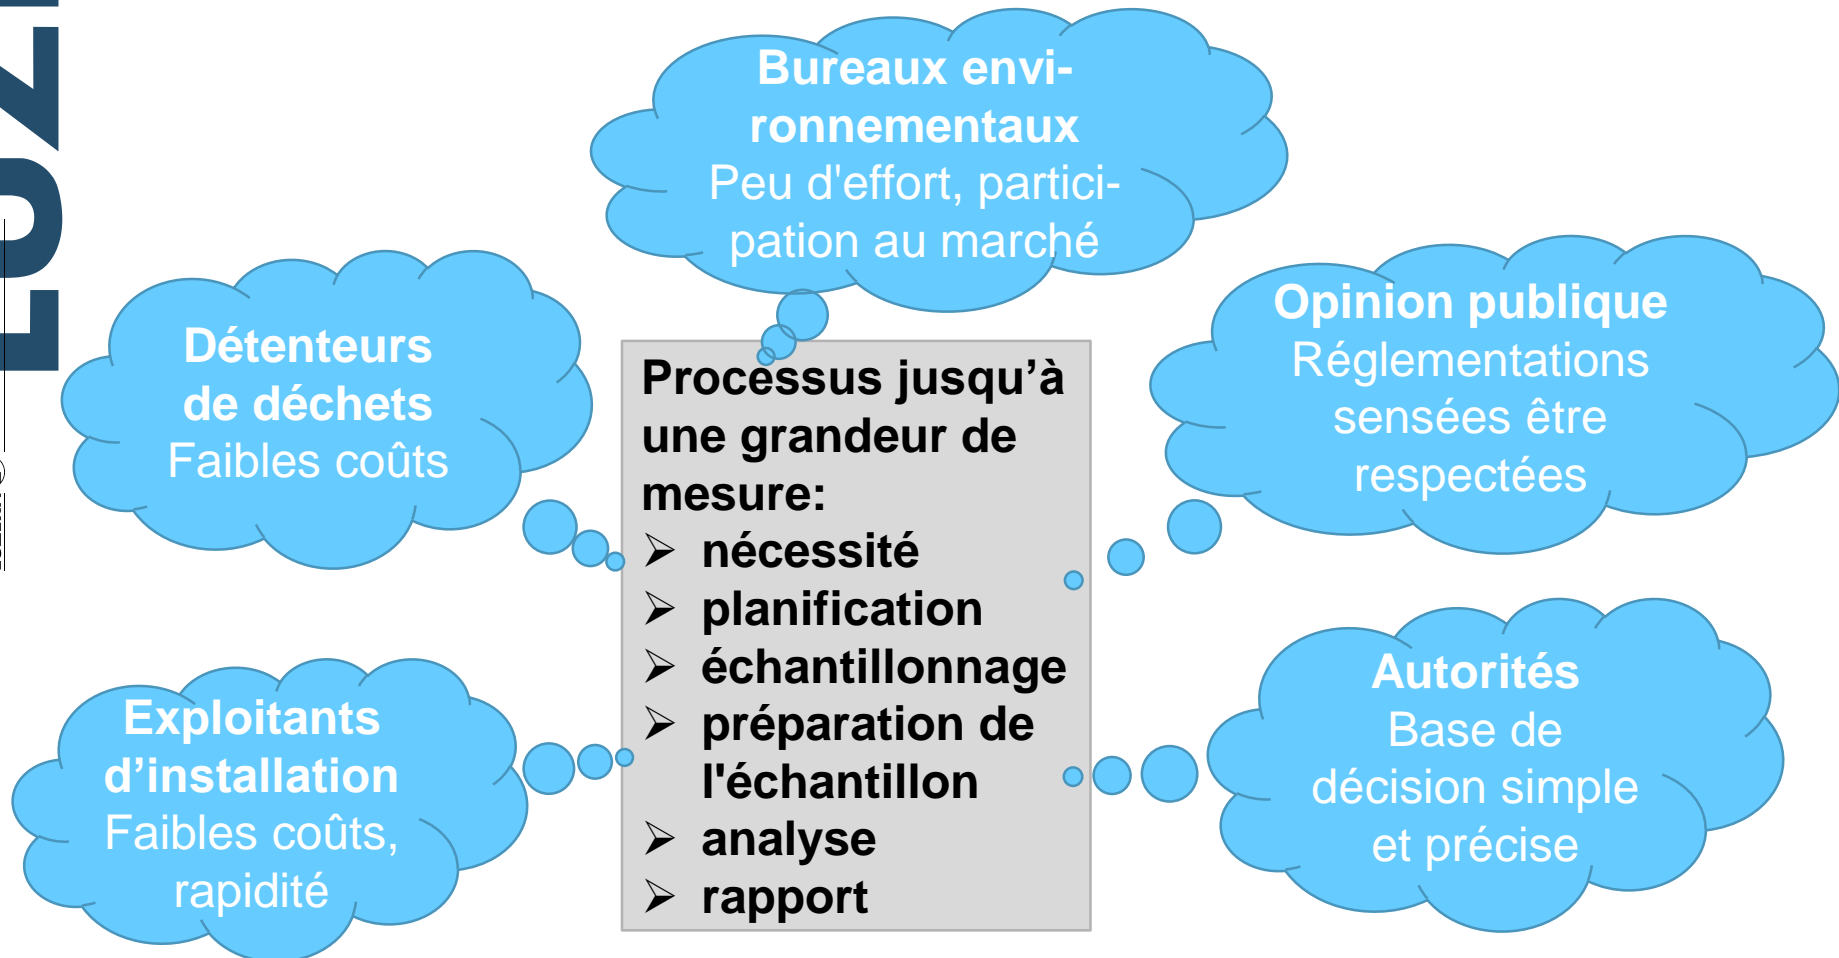 Bureaux envi-
ronnementaux
Peu d'effort, partici-
pation au marché
Détenteurs
de déchets
Faibles coûts
Opinion publique
Réglementations
sensées être
respectées
Processus jusqu’à
une grandeur de
mesure:
➢ nécessité
➢ planification
➢ échantillonnage
➢ préparation de
l'échantillon
➢ analyse
➢ rapport
Exploitants
d’installation
Faibles coûts,
rapidité
Autorités
Base de
décision simple
et précise